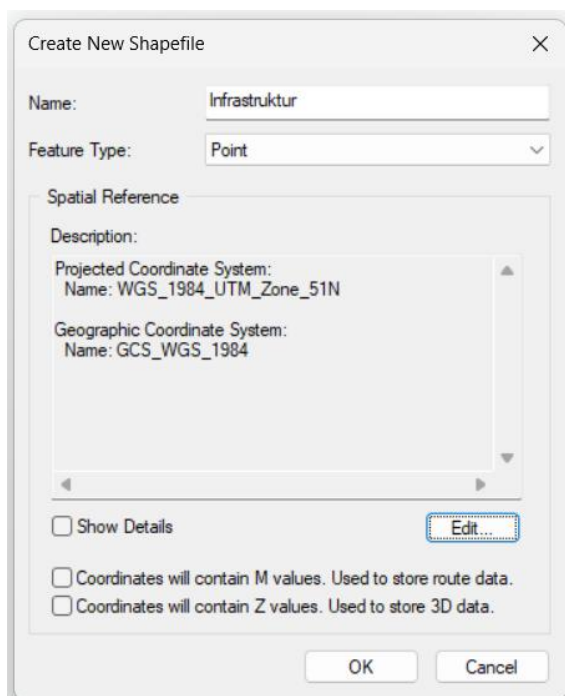 Create New Shapefile
Name: Infrastruktur
Feature Type: Point
Spatial Reference
Description:
Projected Coordinate System:
Name: WGS_1984_UTM_Zone_51N
Geographic Coordinate System:
Name: GCS_WGS_1984
Show Details Edit...
Coordinates will contain M values. Used to store route data.
Coordinates will contain Z values. Used to store 3D data.
OK Cancel